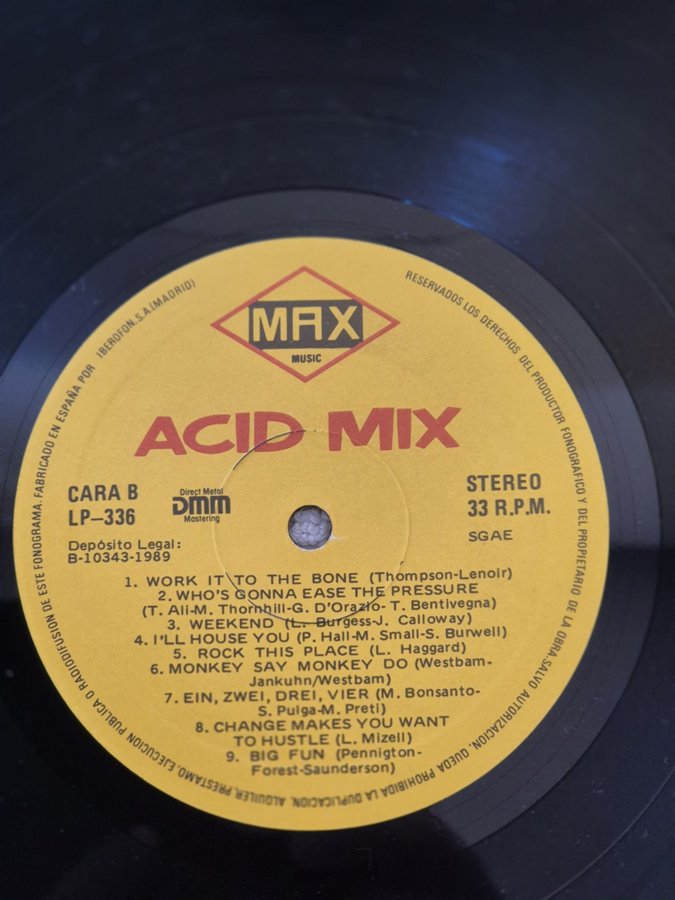 MAX
MUSIC
ACID MIX
CARA B
LP-336
Direct Metal
DMM
Mastering
STEREO
33 R.P.M.
SGAE
Depósito Legal:
B-10343-1989
1. WORK IT TO THE BONE (Thompson-Lenoir)
2. WHO'S GONNA EASE THE PRESSURE
(T. Ali-M. Thornhill-G. D'Orazio- T. Bentivegna)
3. WEEKEND (L. Burgess-J. Calloway)
4. I'LL HOUSE YOU (P. Hall-M. Small-S. Burwell)
5. ROCK THIS PLACE (L. Haggard)
6. MONKEY SAY MONKEY DO (Westbam-
Jankuhn/Westbam)
7. EIN, ZWEI, DREI, VIER (M. Bonsanto-
S. Pulga-M. Preti)
8. CHANGE MAKES YOU WANT
TO HUSTLE (L. Mizell)
9. BIG FUN (Pennigton-
Forest-Saunderson)
RESERVADOS LOS DERECHOS DEL PRODUCTOR FONOGRAFICO Y DEL PROPIETARIO DE LA OBRA. SALVO AUTORIZACION, QUEDA PROHIBIDA LA DUPLICACION, ALQUILER, PRESTAMO, EJECUCION PUBLICA O RADIODIFUSION DE ESTE FONOGRAMA. FABRICADO EN ESPAÑA POR IBEROFON, S.A. (MADRID)